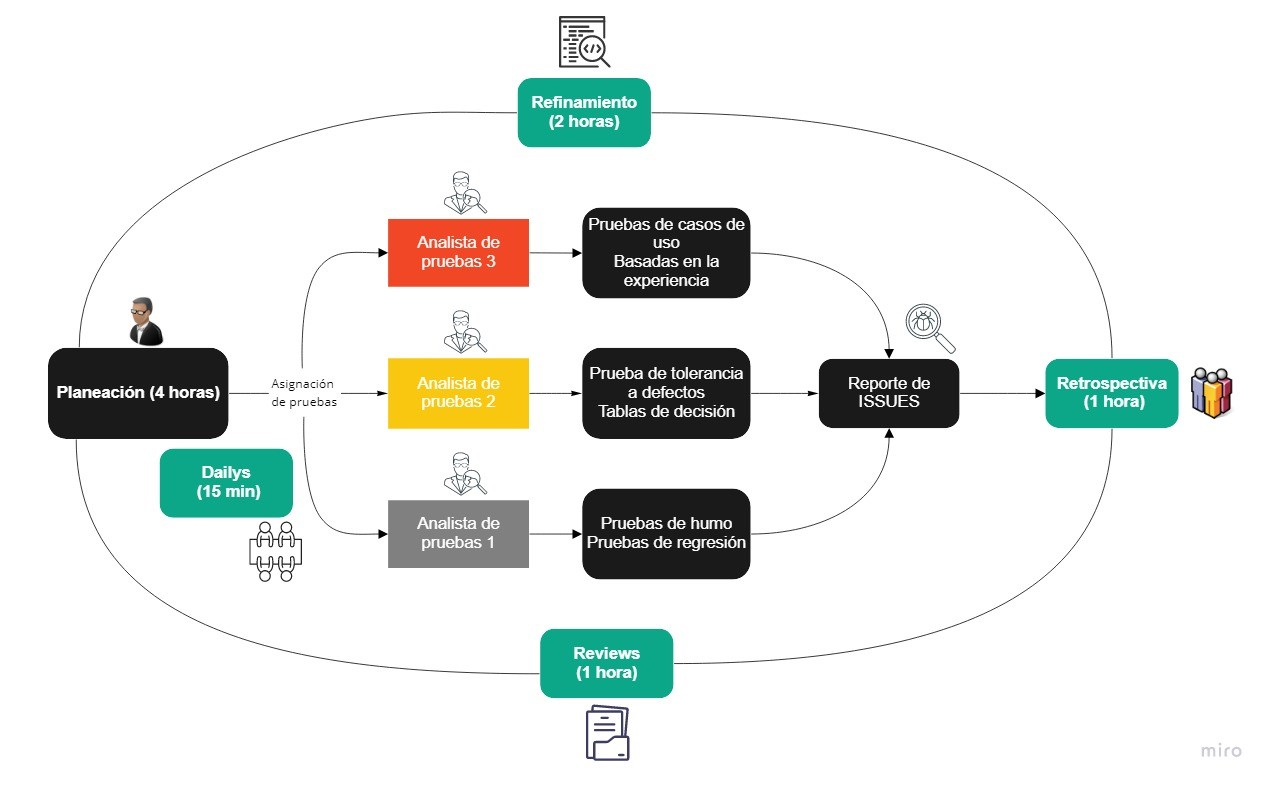 Refinamiento
(2 horas)
Analista de
pruebas 3
Pruebas de casos de
uso
Basadas en la
experiencia
Planeación (4 horas)
Asignación
de pruebas
Analista de
pruebas 2
Prueba de tolerancia
a defectos
Tablas de decisión
Reporte de
ISSUES
Retrospectiva
(1 hora)
Dailys
(15 min)
Analista de
pruebas 1
Pruebas de humo
Pruebas de regresión
Reviews
(1 hora)
miro